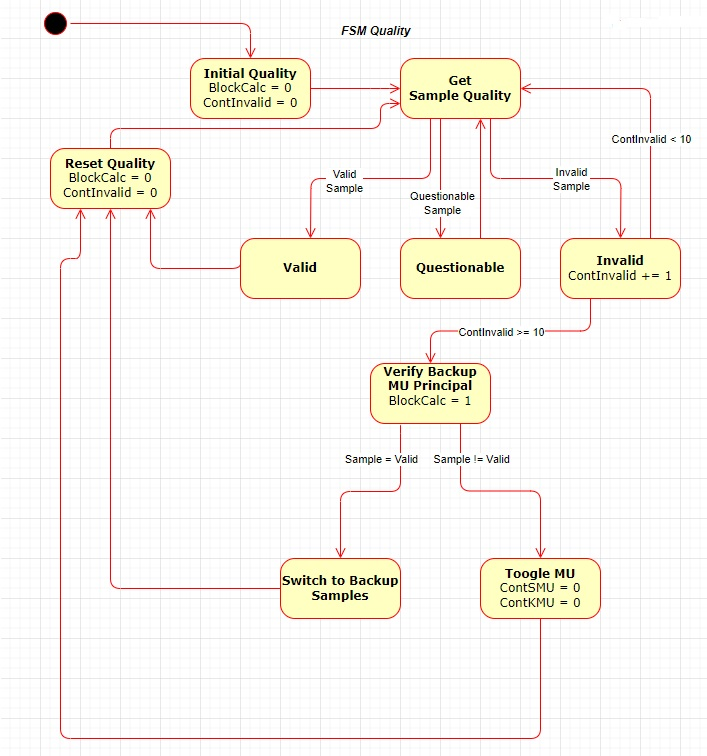 FSM Quality
Initial Quality
BlockCalc = 0
ContInvalid = 0
Get
Sample Quality
ContInvalid < 10
Reset Quality
BlockCalc = 0
ContInvalid = 0
Valid
Sample
Questionable
Sample
Invalid
Sample
Valid
Questionable
Invalid
ContInvalid += 1
ContInvalid >= 10
Verify Backup
MU Principal
BlockCalc = 1
Sample = Valid
Sample != Valid
Switch to Backup
Samples
Toogle MU
ContSMU = 0
ContKMU = 0